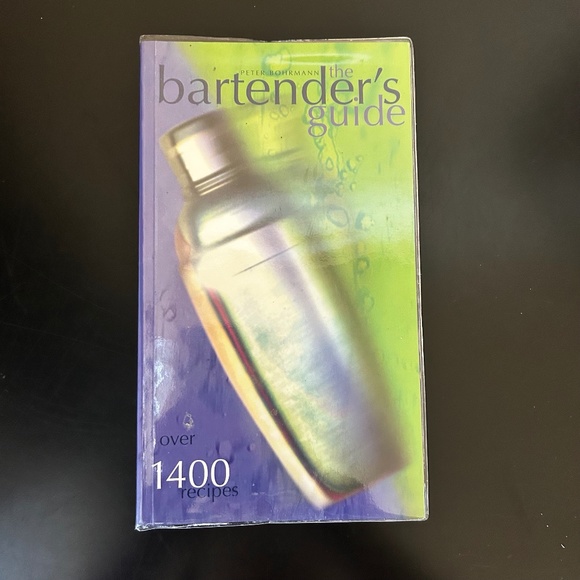 PETER BOHRMANN the
bartender's
guide
over
1400
recipes